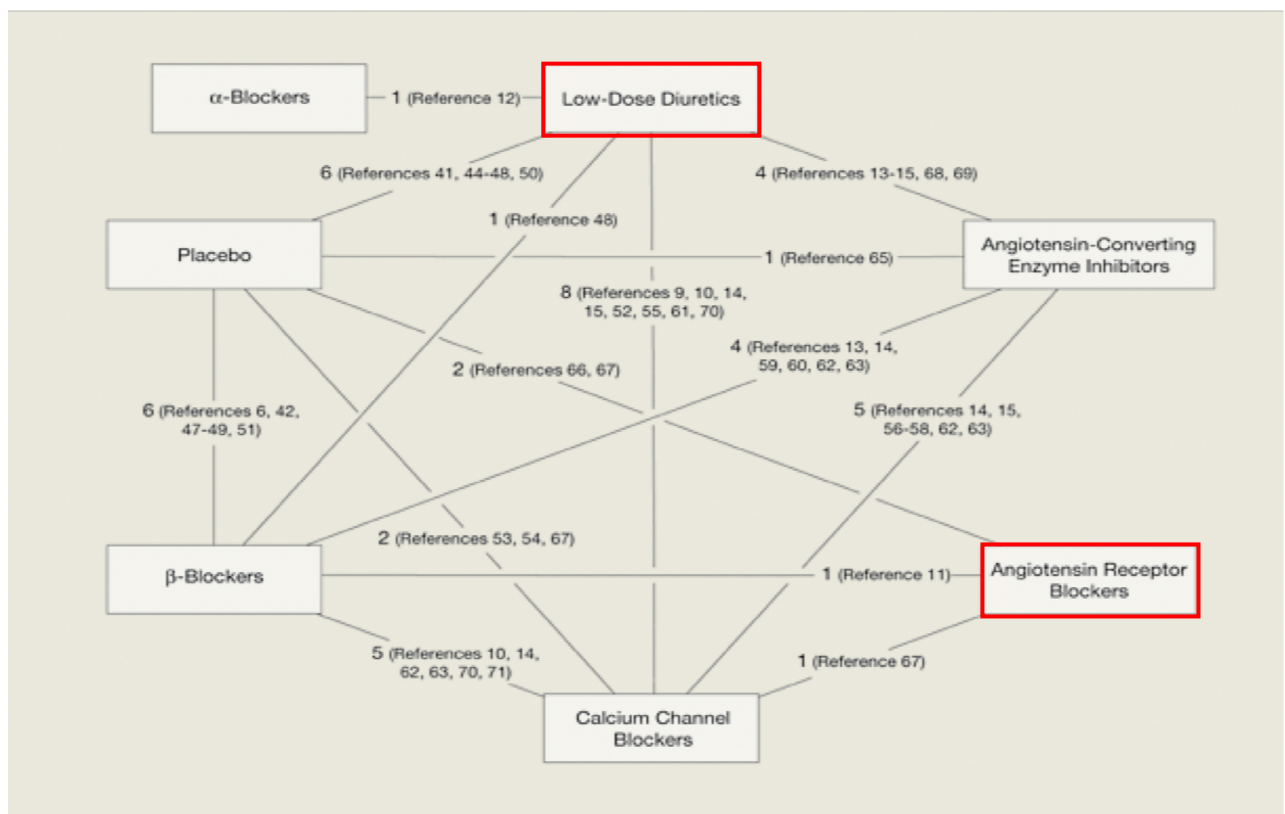 α-Blockers
1 (Reference 12)
Low-Dose Diuretics
6 (References 41, 44-48, 50)
4 (References 13-15, 68, 69)
1 (Reference 48)
Placebo
1 (Reference 65)
Angiotensin-Converting
Enzyme Inhibitors
8 (References 9, 10, 14,
15, 52, 55, 61, 70)
4 (References 13, 14,
59, 60, 62, 63)
2 (References 66, 67)
6 (References 6, 42,
47-49, 51)
5 (References 14, 15,
56-58, 62, 63)
2 (References 53, 54, 67)
β-Blockers
1 (Reference 11)
Angiotensin Receptor
Blockers
5 (References 10, 14,
62, 63, 70, 71)
1 (Reference 67)
Calcium Channel
Blockers